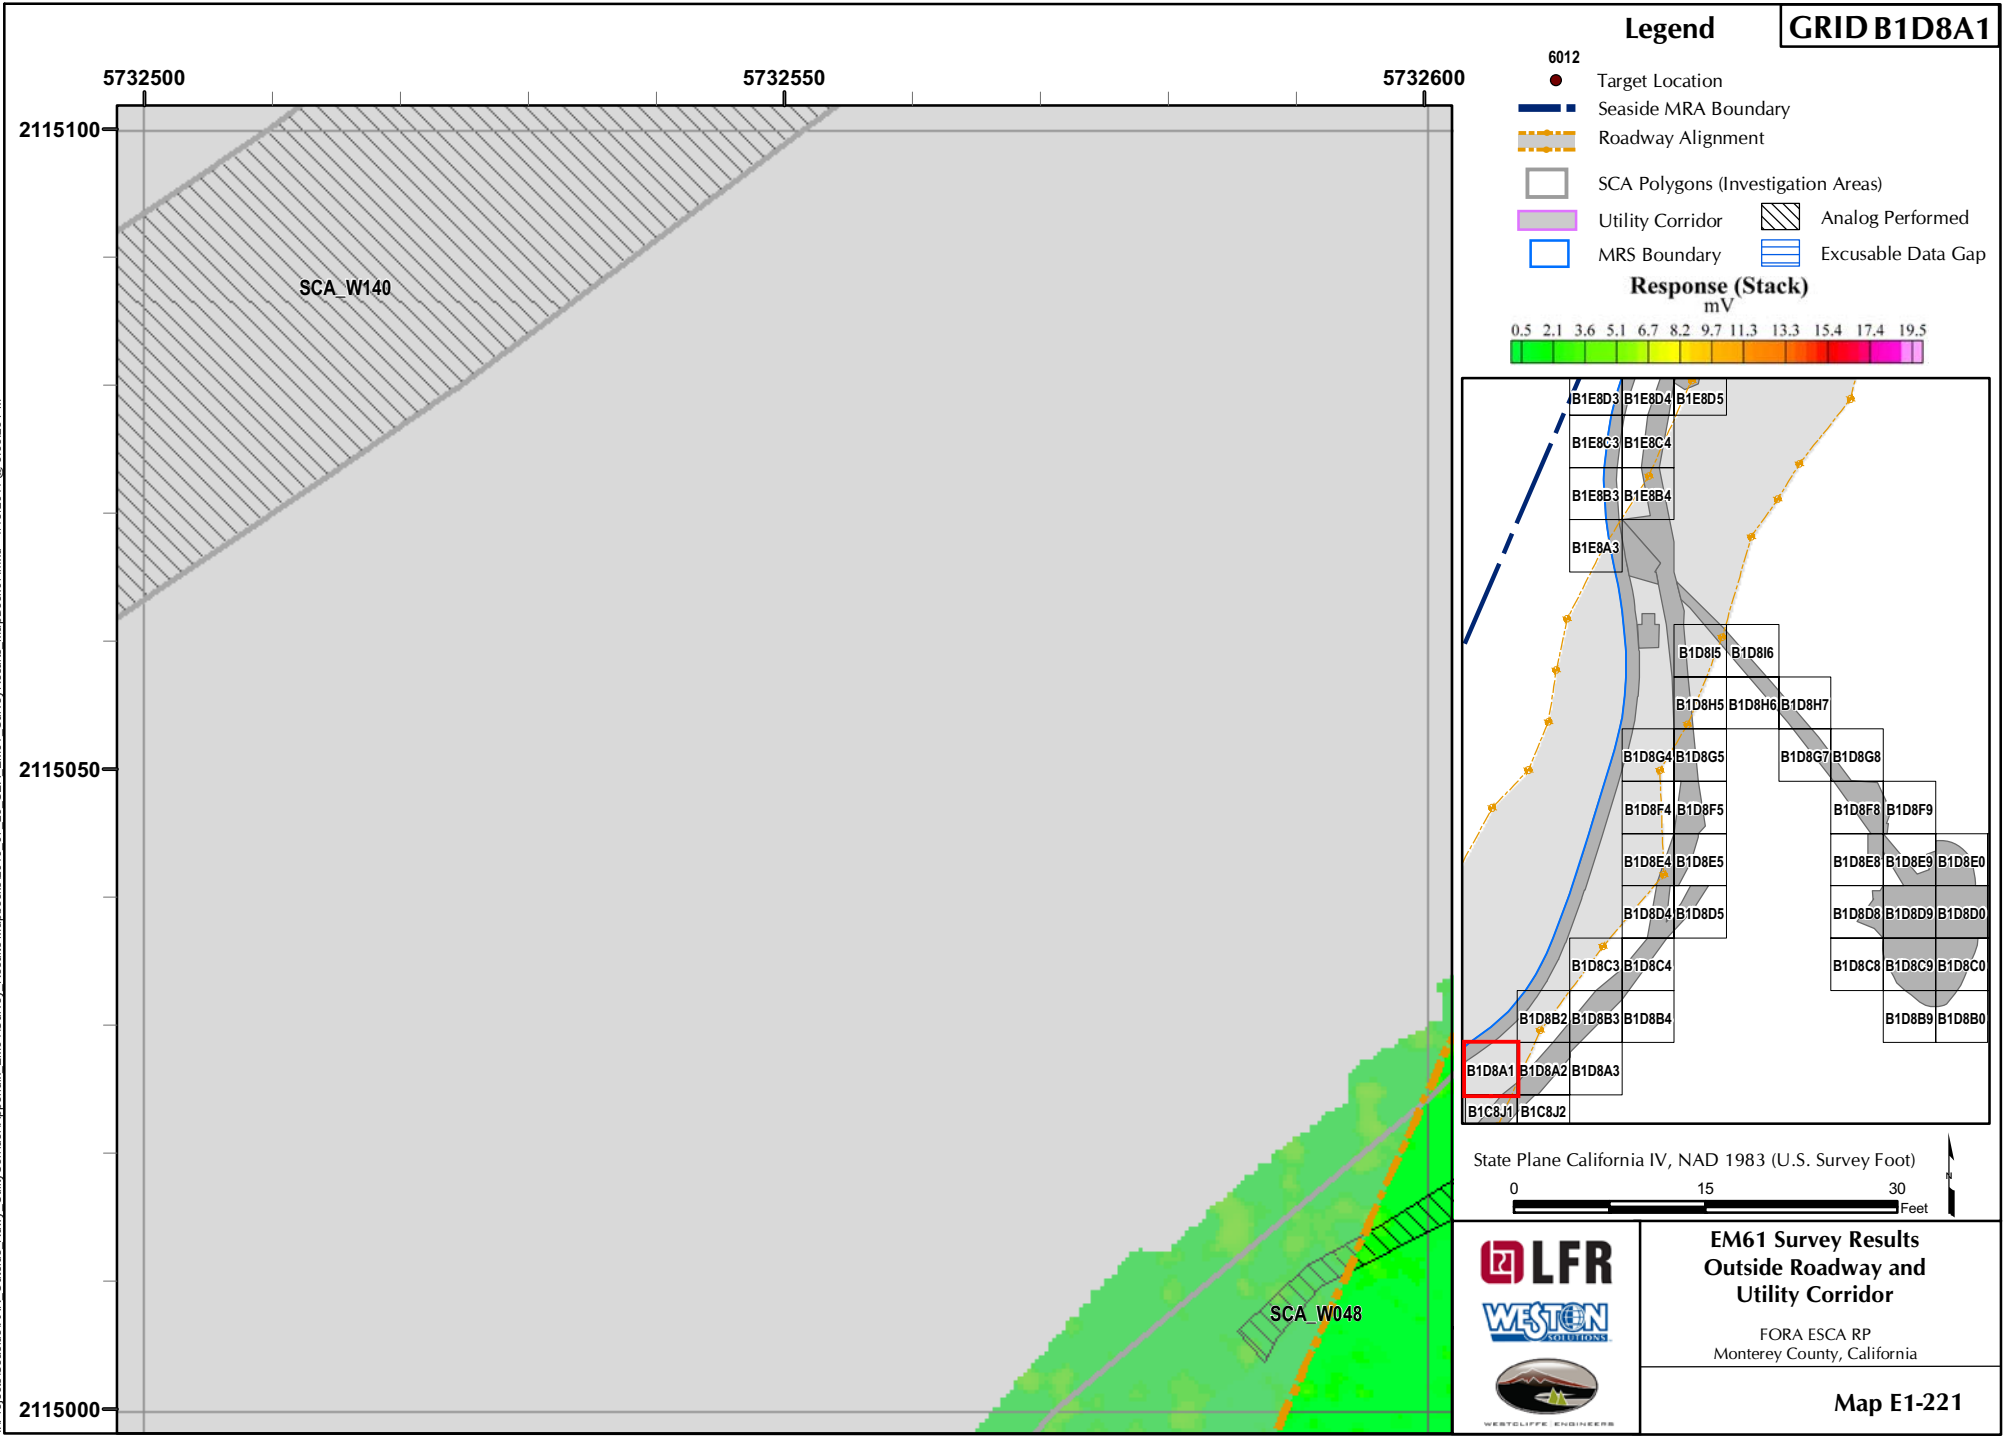 GRID B1D8A1
Legend
6012
Target Location
Seaside MRA Boundary
Roadway Alignment
SCA Polygons (Investigation Areas)
Utility Corridor
Analog Performed
MRS Boundary
Excusable Data Gap
Response (Stack)
mV
0.5 2.1 3.6 5.1 6.7 8.2 9.7 11.3 13.3 15.4 17.4 19.5
5732500 5732550 5732600
2115100
2115050
2115000
SCA_W140
SCA_W048
B1E8D3 B1E8D4 B1E8D5
B1E8C3 B1E8C4
B1E8B3 B1E8B4
B1E8A3
B1D8I5 B1D8I6
B1D8H5 B1D8H6 B1D8H7
B1D8G4 B1D8G5 B1D8G7 B1D8G8
B1D8F4 B1D8F5 B1D8F8 B1D8F9
B1D8E4 B1D8E5 B1D8E8 B1D8E9 B1D8E0
B1D8D4 B1D8D5 B1D8D8 B1D8D9 B1D8D0
B1D8C3 B1D8C4 B1D8C8 B1D8C9 B1D8C0
B1D8B2 B1D8B3 B1D8B4 B1D8B9 B1D8B0
B1D8A1 B1D8A2 B1D8A3
B1C8J1 B1C8J2
State Plane California IV, NAD 1983 (U.S. Survey Foot)
0 15 30
Feet
N
LFR
WESTON
SOLUTIONS
WESTCLIFFE ENGINEERS
EM61 Survey Results
Outside Roadway and
Utility Corridor
FORA ESCA RP
Monterey County, California
Map E1-221